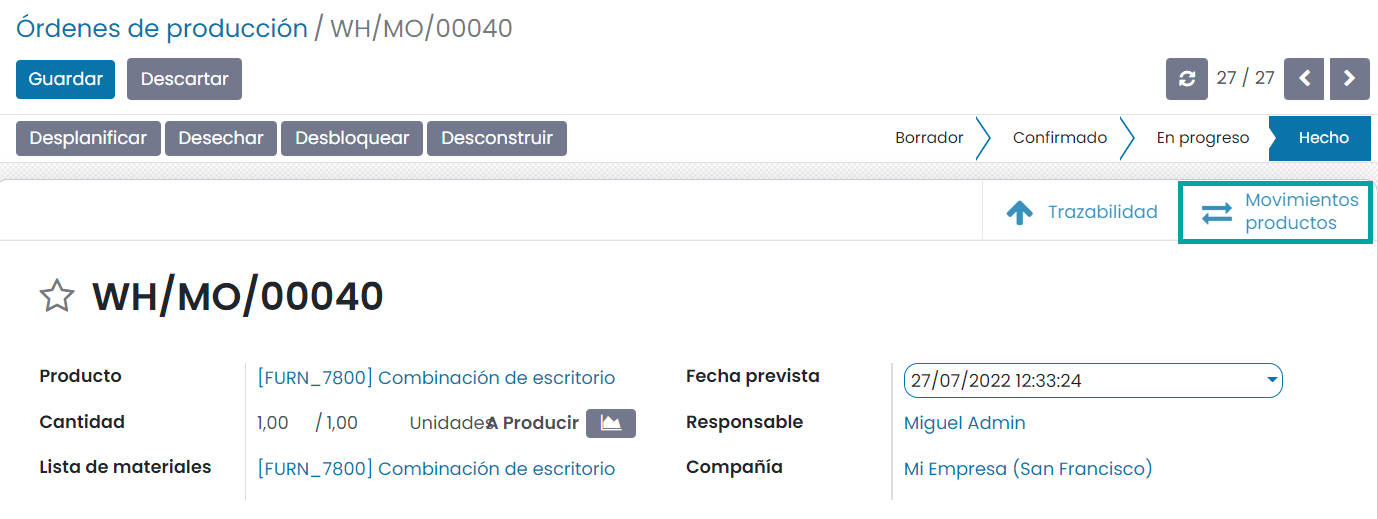 Órdenes de producción / WH/MO/00040
Guardar Descartar 27 / 27
Desplanificar Desechar Desbloquear Desconstruir Borrador Confirmado En progreso Hecho
Trazabilidad Movimientos
productos
WH/MO/00040
Producto [FURN_7800] Combinación de escritorio Fecha prevista 27/07/2022 12:33:24
Cantidad 1,00 / 1,00 Unidades A Producir Responsable Miguel Admin
Lista de materiales [FURN_7800] Combinación de escritorio Compañía Mi Empresa (San Francisco)